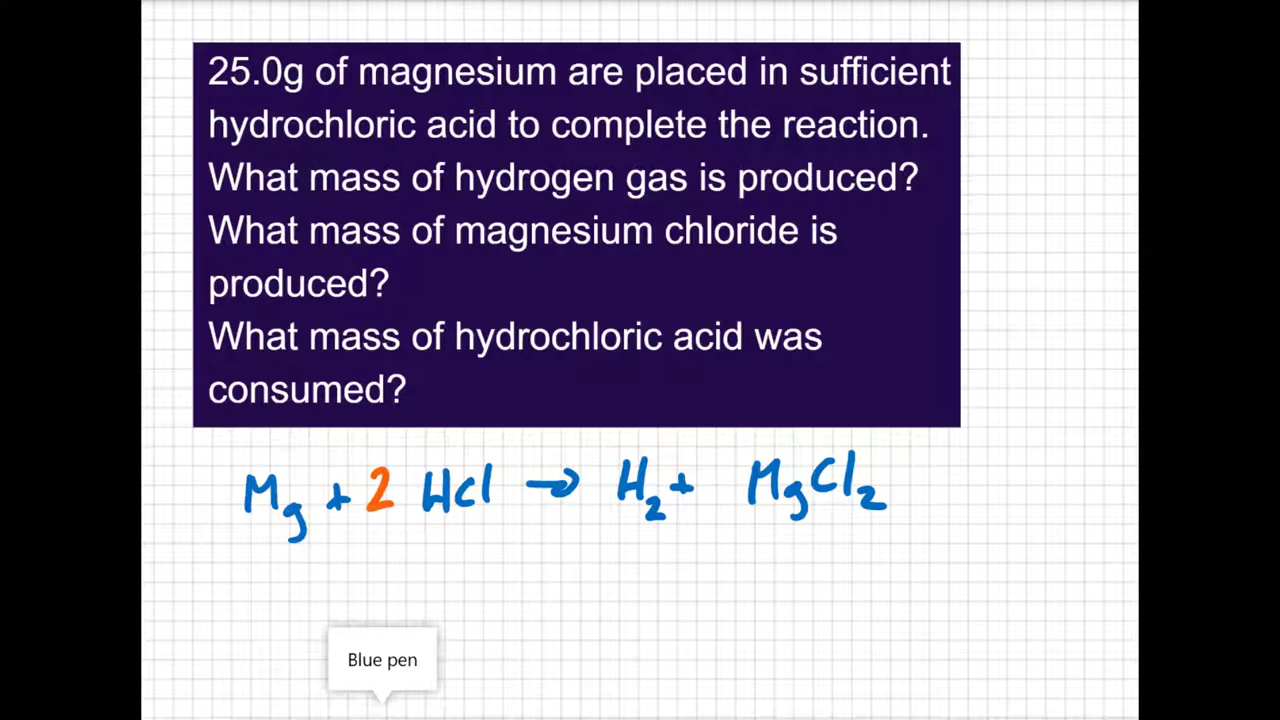 25.0g of magnesium are placed in sufficient
hydrochloric acid to complete the reaction.
What mass of hydrogen gas is produced?
What mass of magnesium chloride is
produced?
What mass of hydrochloric acid was
consumed?
Mg + 2 HCl → H₂ + MgCl₂
Blue pen